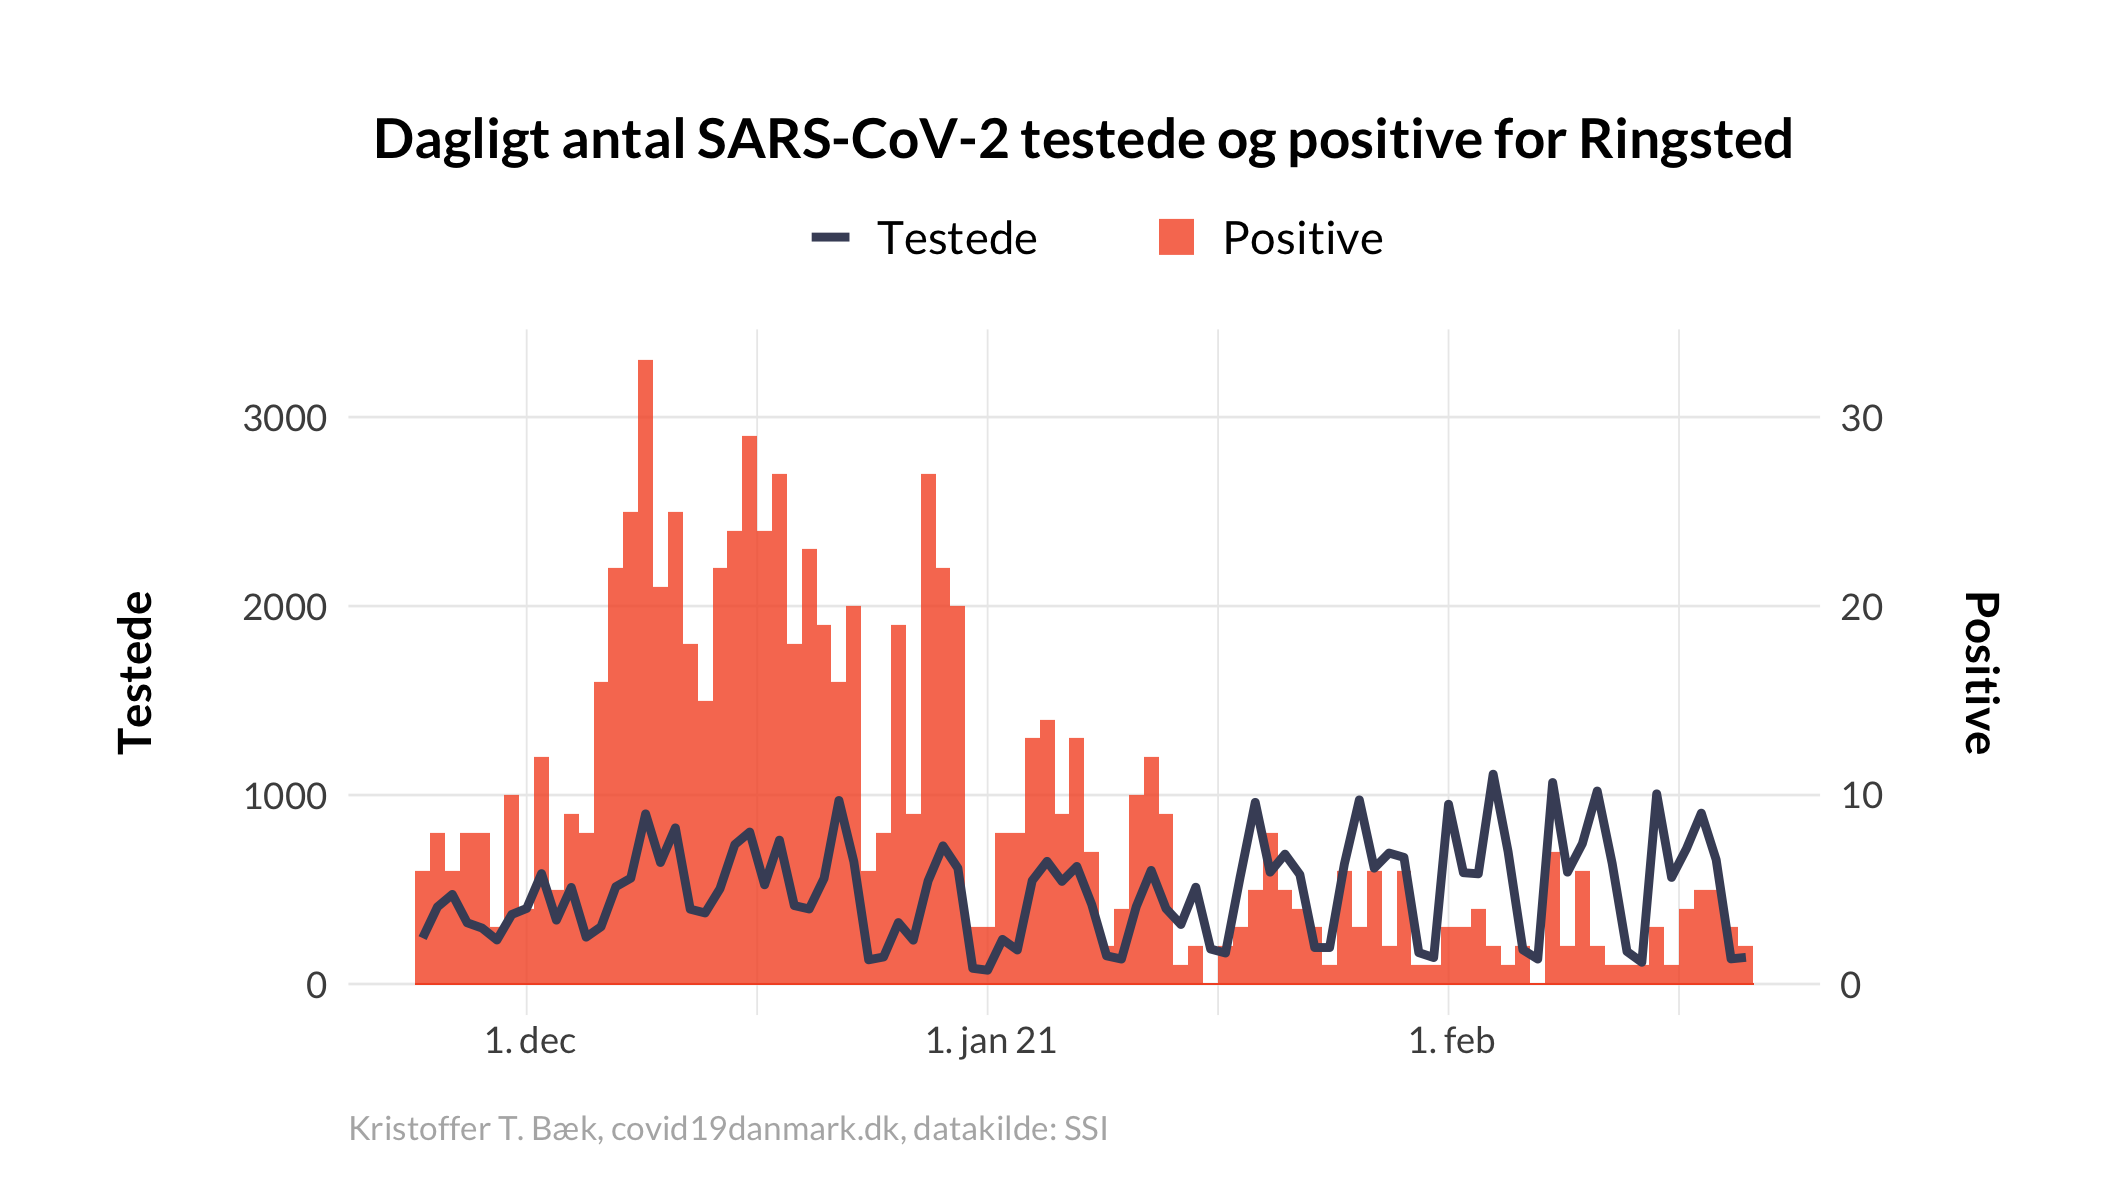 Dagligt antal SARS-CoV-2 testede og positive for Ringsted
Testede Positive
3000 30
2000 20
1000 10
0 0
Testede
Positive
1. dec 1. jan 21 1. feb
Kristoffer T. Bæk, covid19danmark.dk, datakilde: SSI